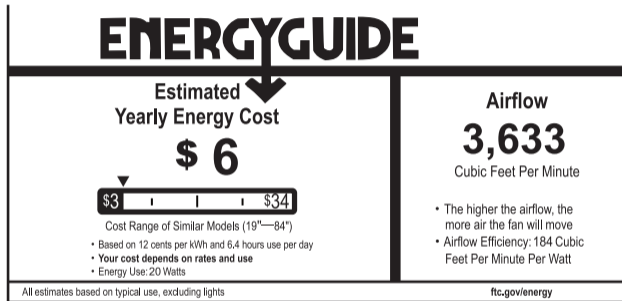 ENERGYGUIDE
Estimated
Yearly Energy Cost
$ 6
$3 $34
Cost Range of Similar Models (19"—84")
• Based on 12 cents per kWh and 6.4 hours use per day
• Your cost depends on rates and use
• Energy Use: 20 Watts
Airflow
3,633
Cubic Feet Per Minute
• The higher the airflow, the
more air the fan will move
• Airflow Efficiency: 184 Cubic
Feet Per Minute Per Watt
All estimates based on typical use, excluding lights
ftc.gov/energy